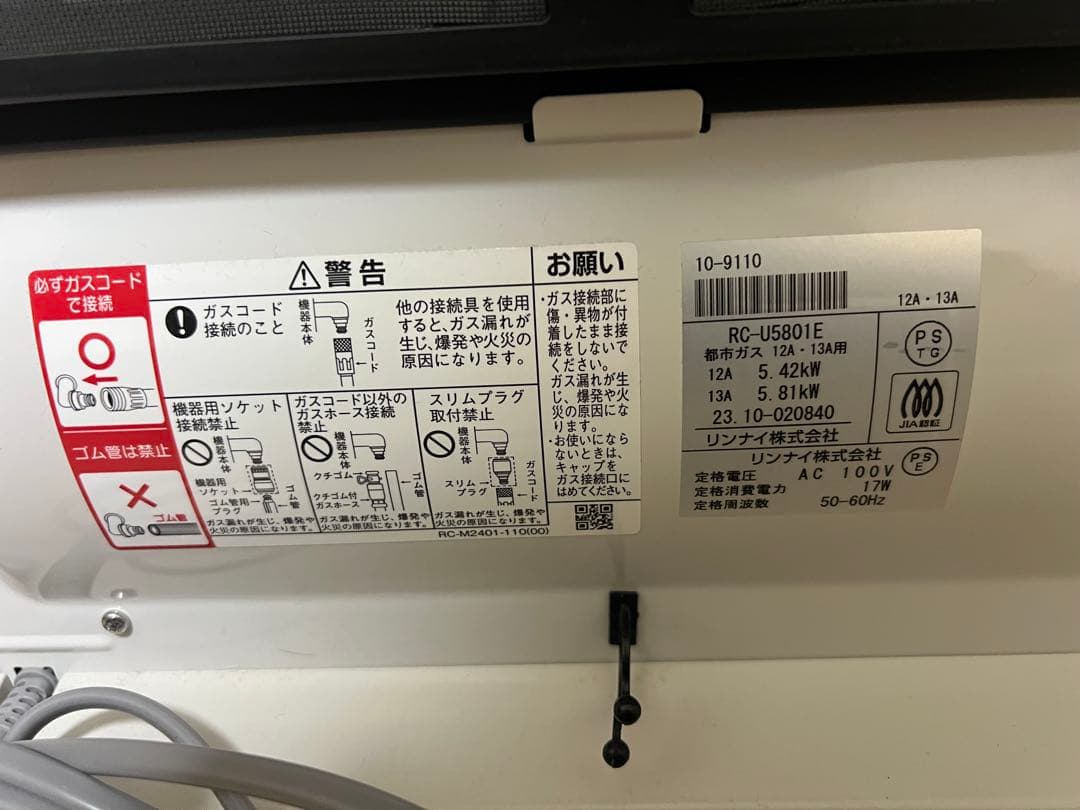 必ずガスコード
で接続
ゴム管は禁止
ゴム管
警告
ガスコード
接続のこと
機器本体
ガスコード
他の接続具を使用
すると、ガス漏れが
生じ、爆発や火災の
原因になります。
機器用ソケット
接続禁止
機器本体
機器用
ソケット
ゴム管用
プラグ
ゴム管
ガス漏れが生じ、爆発や
火災の原因になります。
ガスコード以外の
ガスホース接続
禁止
機器本体
クチゴム
クチゴム付
ガスホース
ゴム管
ガス漏れが生じ、爆発や
火災の原因になります。
スリムプラグ
取付禁止
機器本体
スリム
プラグ
ガスコード
ガス漏れが生じ、爆発や
火災の原因になります。
RC-M2401-110(00)
お願い
・ガス接続部に
傷・異物が付
着したまま接
続をしないで
ください。
ガス漏れが生
じ、爆発や火
災の原因にな
ります。
・お使いになら
ないときは、
キャップを
ガス接続口に
はめてください。
10-9110
12A・13A
RC-U5801E
都市ガス 12A・13A用
12A 5.42kW
13A 5.81kW
23.10-020840
リンナイ株式会社
PS
TG
JIA認証
リンナイ株式会社
PS
E
定格電圧 AC 100V
定格消費電力 17W
定格周波数 50-60Hz